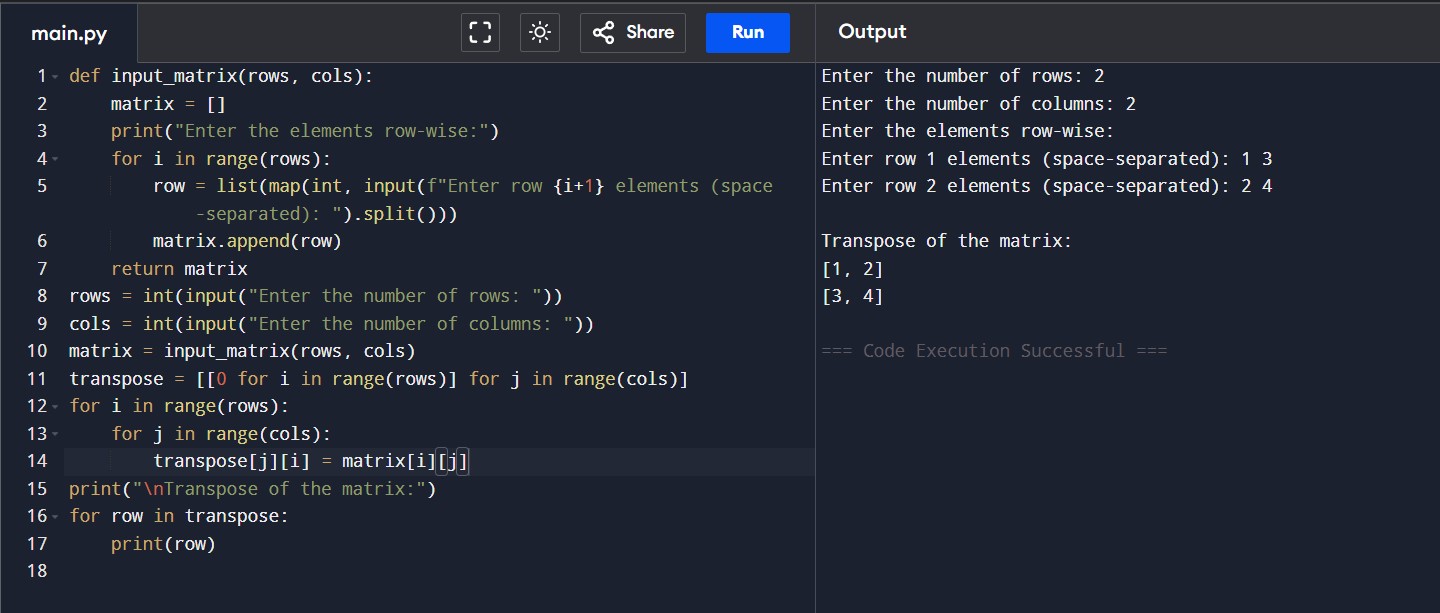 main.py
Share
Run
Output
1 def input_matrix(rows, cols):
2     matrix = []
3     print("Enter the elements row-wise:")
4     for i in range(rows):
5         row = list(map(int, input(f"Enter row {i+1} elements (space
            -separated): ").split()))
6         matrix.append(row)
7     return matrix
8 rows = int(input("Enter the number of rows: "))
9 cols = int(input("Enter the number of columns: "))
10 matrix = input_matrix(rows, cols)
11 transpose = [[0 for i in range(rows)] for j in range(cols)]
12 for i in range(rows):
13     for j in range(cols):
14         transpose[j][i] = matrix[i][j]
15 print("\nTranspose of the matrix:")
16 for row in transpose:
17     print(row)
18
Enter the number of rows: 2
Enter the number of columns: 2
Enter the elements row-wise:
Enter row 1 elements (space-separated): 1 3
Enter row 2 elements (space-separated): 2 4
Transpose of the matrix:
[1, 2]
[3, 4]
=== Code Execution Successful ===